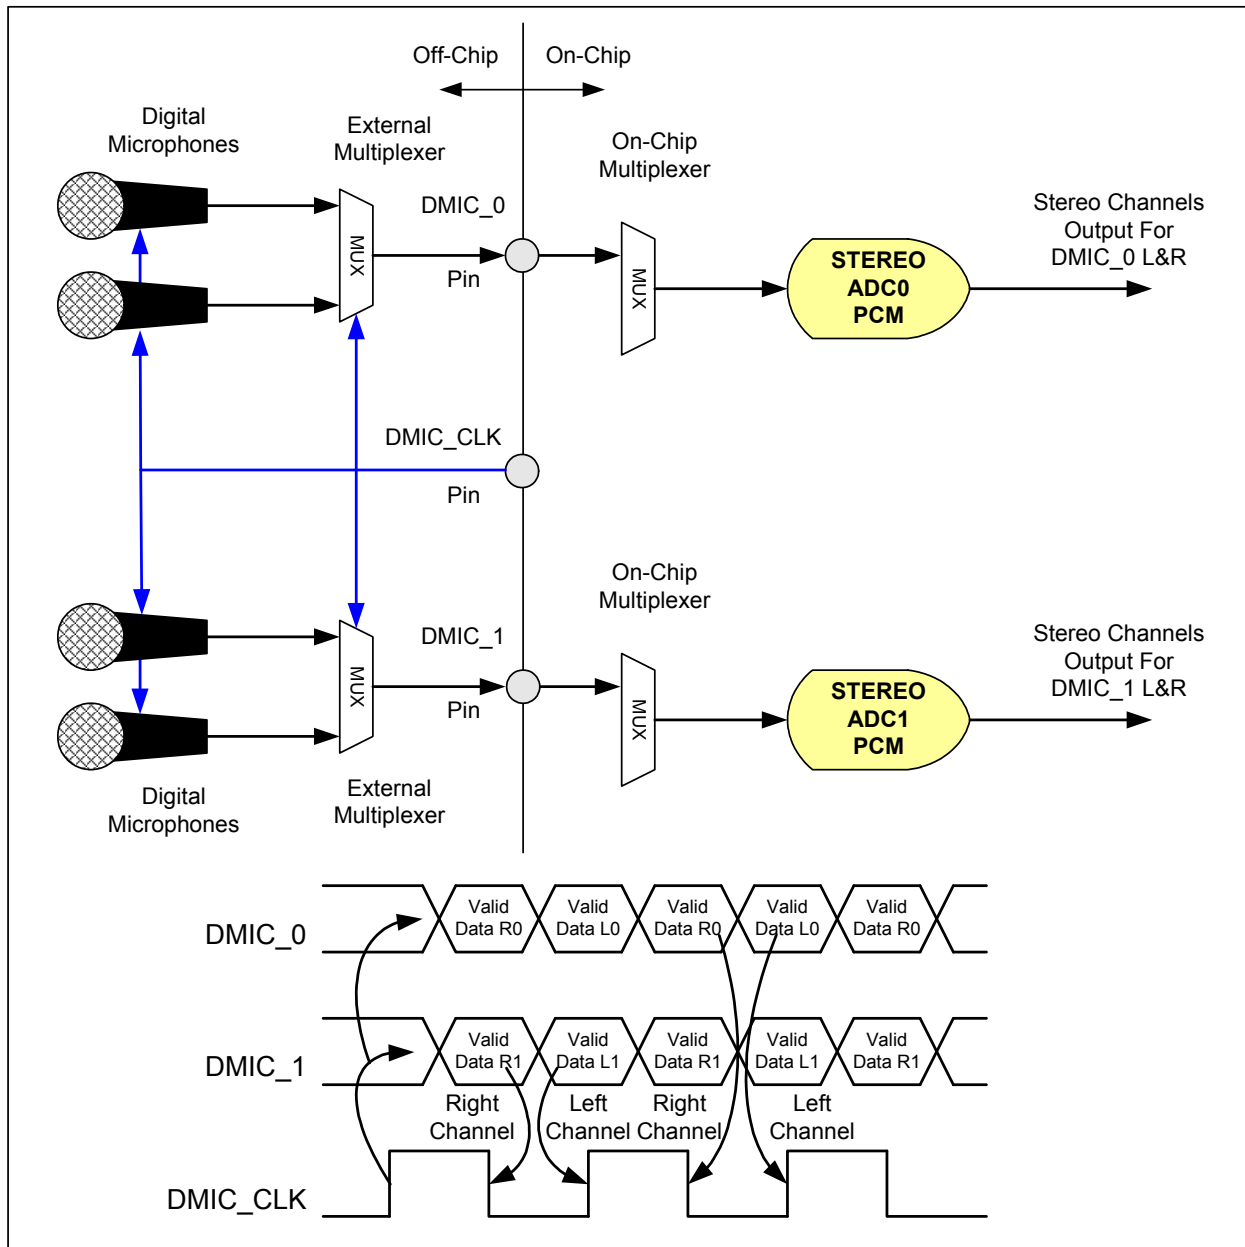 Off-Chip
On-Chip
Digital
Microphones
External
Multiplexer
On-Chip
Multiplexer
DMIC_0
Pin
MUX
MUX
STEREO
ADC0
PCM
Stereo Channels
Output For
DMIC_0 L&R
DMIC_CLK
Pin
On-Chip
Multiplexer
DMIC_1
Pin
MUX
MUX
STEREO
ADC1
PCM
Stereo Channels
Output For
DMIC_1 L&R
Digital
Microphones
External
Multiplexer
DMIC_0
Valid
Data R0
Valid
Data L0
Valid
Data R0
Valid
Data L0
Valid
Data R0
DMIC_1
Valid
Data R1
Valid
Data L1
Valid
Data R1
Valid
Data L1
Valid
Data R1
Right
Channel
Left
Channel
Right
Channel
Left
Channel
DMIC_CLK